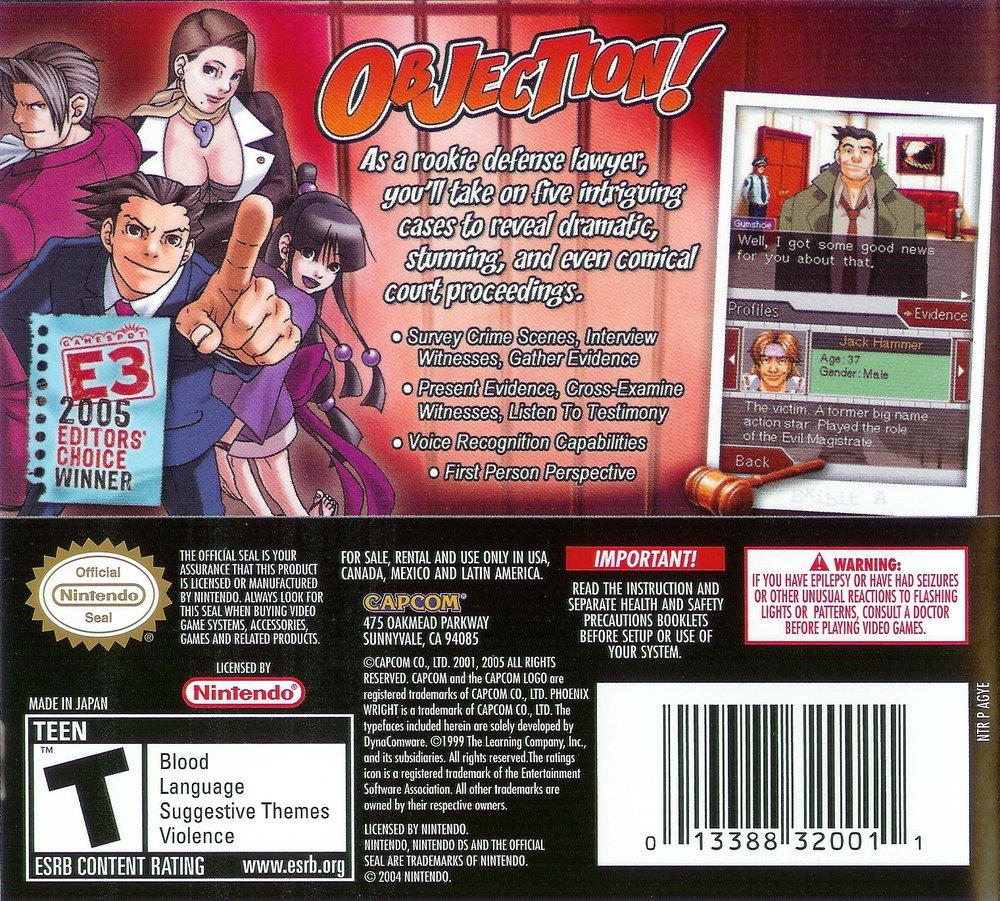 OBJECTION!
As a rookie defense lawyer,
you'll take on five intriguing
cases to reveal dramatic,
stunning, and even comical
court proceedings.
• Survey Crime Scenes, Interview
Witnesses, Gather Evidence
• Present Evidence, Cross-Examine
Witnesses, Listen To Testimony
• Voice Recognition Capabilities
• First Person Perspective
GAMESPOT
E3
2005
EDITORS'
CHOICE
WINNER
Gumshoe
Well, I got some good news
for you about that.
Profiles
Evidence
Jack Hammer
Age: 37
Gender: Male
The victim. A former big name
action star. Played the role
of the Evil Magistrate.
Back
Exibit A
Official
Nintendo
Seal
®
THE OFFICIAL SEAL IS YOUR
ASSURANCE THAT THIS PRODUCT
IS LICENSED OR MANUFACTURED
BY NINTENDO. ALWAYS LOOK FOR
THIS SEAL WHEN BUYING VIDEO
GAME SYSTEMS, ACCESSORIES,
GAMES AND RELATED PRODUCTS.
LICENSED BY
Nintendo®
MADE IN JAPAN
TEEN
T
TM
Blood
Language
Suggestive Themes
Violence
ESRB CONTENT RATING www.esrb.org
FOR SALE, RENTAL AND USE ONLY IN USA,
CANADA, MEXICO AND LATIN AMERICA.
CAPCOM®
475 OAKMEAD PARKWAY
SUNNYVALE, CA 94085
©CAPCOM CO., LTD. 2001, 2005 ALL RIGHTS
RESERVED. CAPCOM and the CAPCOM LOGO are
registered trademarks of CAPCOM CO., LTD. PHOENIX
WRIGHT is a trademark of CAPCOM CO., LTD. The
typefaces included herein are solely developed by
DynaComware. ©1999 The Learning Company, Inc.,
and its subsidiaries. All rights reserved.The ratings
icon is a registered trademark of the Entertainment
Software Association. All other trademarks are
owned by their respective owners.
LICENSED BY NINTENDO.
NINTENDO, NINTENDO DS AND THE OFFICIAL
SEAL ARE TRADEMARKS OF NINTENDO.
© 2004 NINTENDO.
IMPORTANT!
READ THE INSTRUCTION AND
SEPARATE HEALTH AND SAFETY
PRECAUTIONS BOOKLETS
BEFORE SETUP OR USE OF
YOUR SYSTEM.
WARNING:
IF YOU HAVE EPILEPSY OR HAVE HAD SEIZURES
OR OTHER UNUSUAL REACTIONS TO FLASHING
LIGHTS OR PATTERNS, CONSULT A DOCTOR
BEFORE PLAYING VIDEO GAMES.
NTR P AGYE
0 13388 32001 1